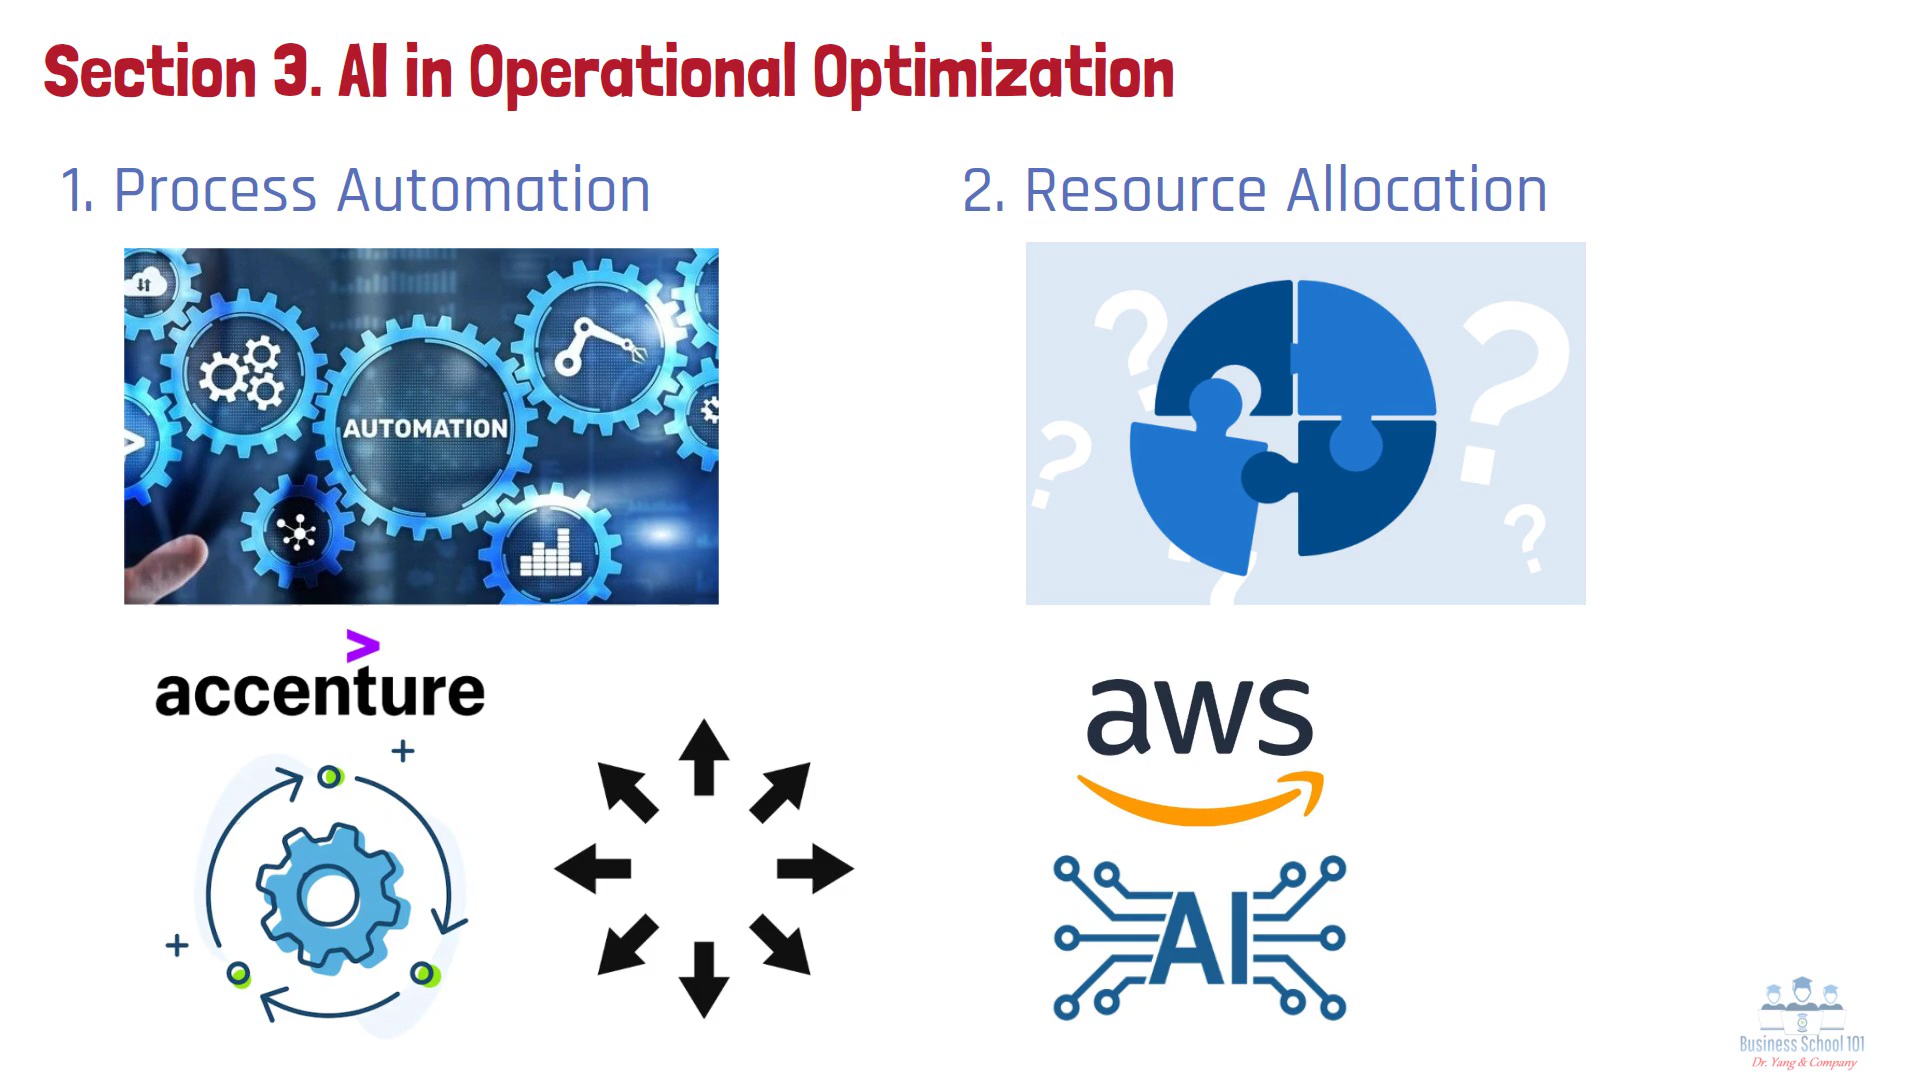 Section 3. AI in Operational Optimization
1. Process Automation
2. Resource Allocation
AUTOMATION
>
accenture
aws
AI
Business School 101
Dr. Yang & Company